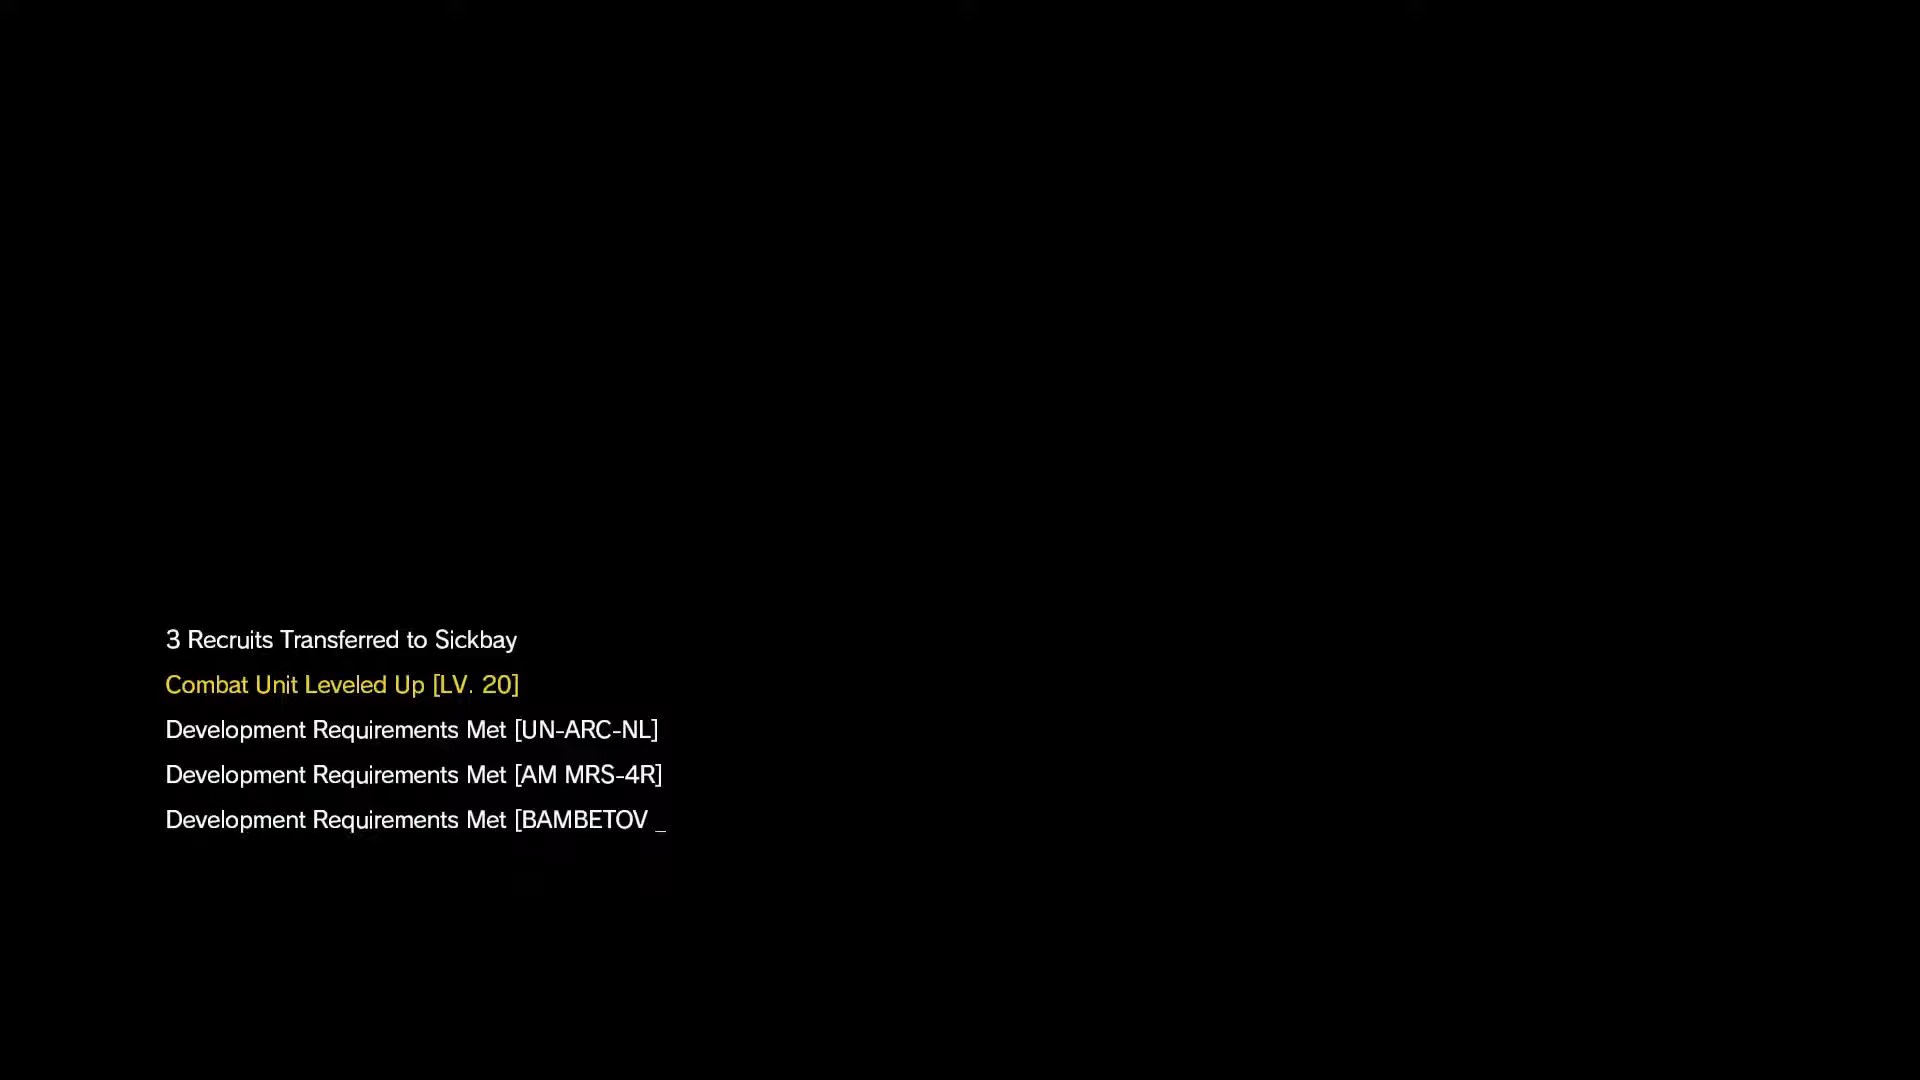 3 Recruits Transferred to Sickbay
Combat Unit Leveled Up [LV. 20]
Development Requirements Met [UN-ARC-NL]
Development Requirements Met [AM MRS-4R]
Development Requirements Met [BAMBETOV _